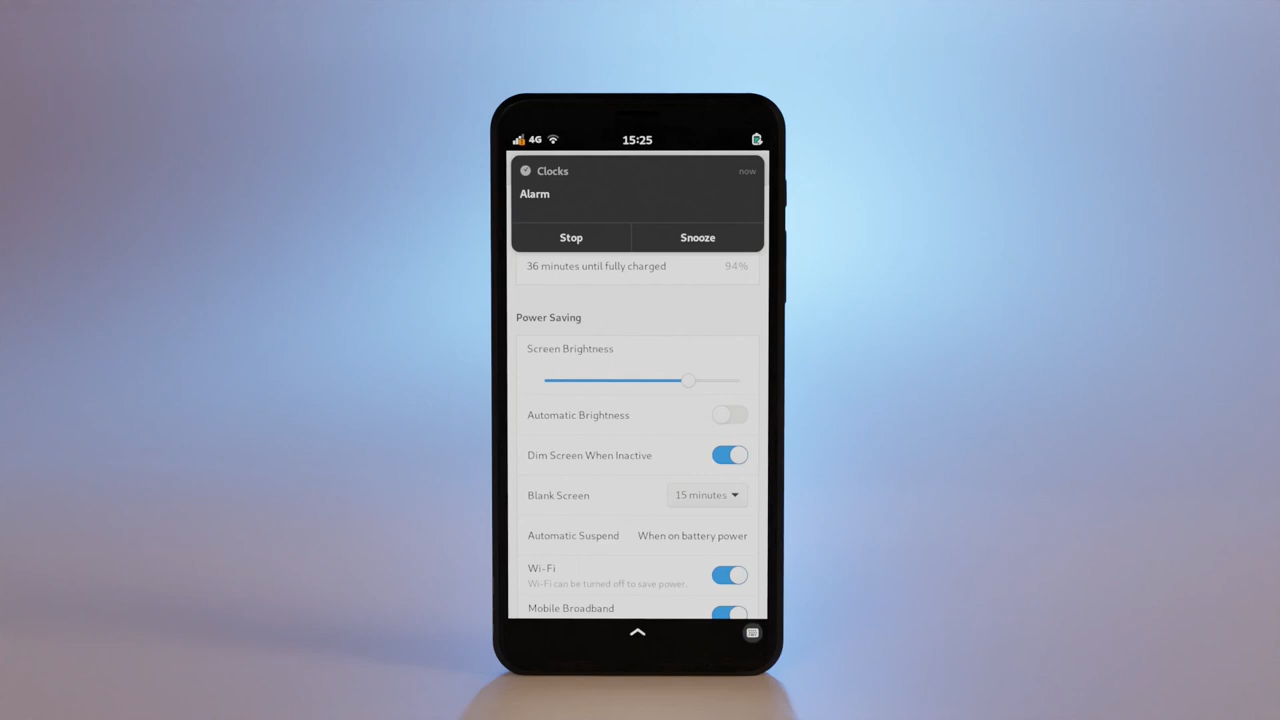 4G
15:25
Clocks
now
Alarm
Stop
Snooze
36 minutes until fully charged
94%
Power Saving
Screen Brightness
Automatic Brightness
Dim Screen When Inactive
Blank Screen
15 minutes
Automatic Suspend
When on battery power
Wi-Fi
Wi-Fi can be turned off to save power.
Mobile Broadband